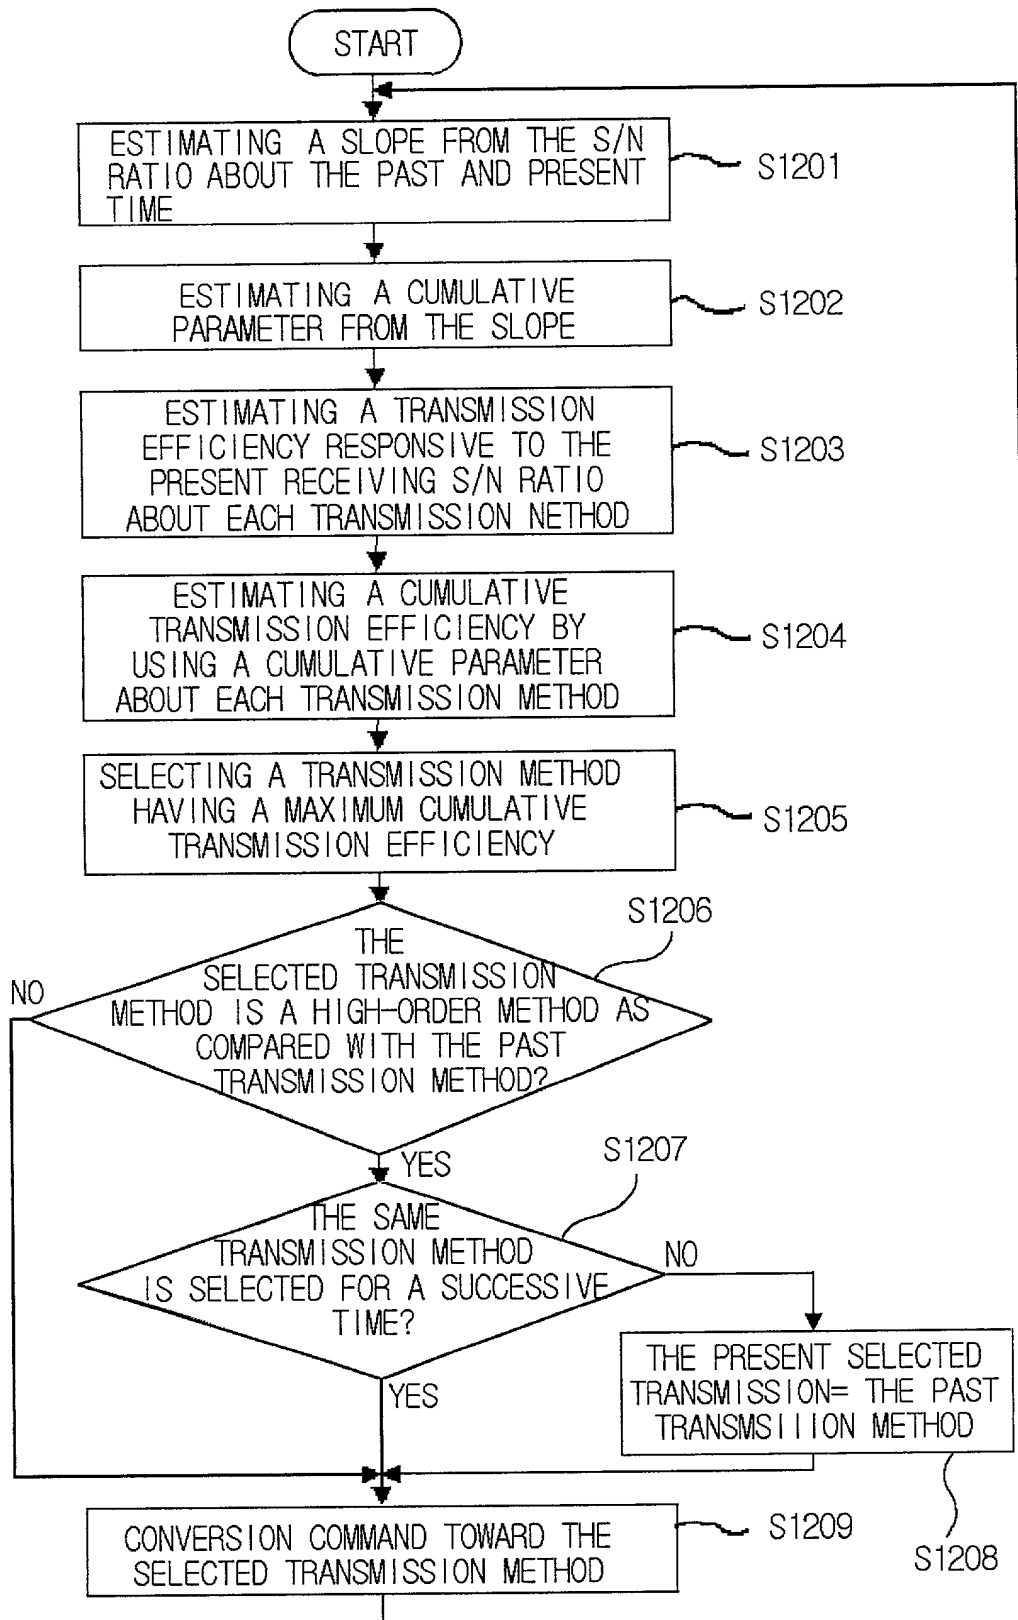 START
ESTIMATING A SLOPE FROM THE S/N
RATIO ABOUT THE PAST AND PRESENT
TIME
S1201
ESTIMATING A CUMULATIVE
PARAMETER FROM THE SLOPE
S1202
ESTIMATING A TRANSMISSION
EFFICIENCY RESPONSIVE TO THE
PRESENT RECEIVING S/N RATIO
ABOUT EACH TRANSMISSION NETHOD
S1203
ESTIMATING A CUMULATIVE
TRANSMISSION EFFICIENCY BY
USING A CUMULATIVE PARAMETER
ABOUT EACH TRANSMISSION METHOD
S1204
SELECTING A TRANSMISSION METHOD
HAVING A MAXIMUM CUMULATIVE
TRANSMISSION EFFICIENCY
S1205
S1206
THE
SELECTED TRANSMISSION
METHOD IS A HIGH-ORDER METHOD AS
COMPARED WITH THE PAST
TRANSMISSION METHOD?
NO
YES
S1207
THE SAME
TRANSMISSION METHOD
IS SELECTED FOR A SUCCESSIVE
TIME?
NO
YES
THE PRESENT SELECTED
TRANSMISSION= THE PAST
TRANSMSIIION METHOD
S1208
CONVERSION COMMAND TOWARD THE
SELECTED TRANSMISSION METHOD
S1209